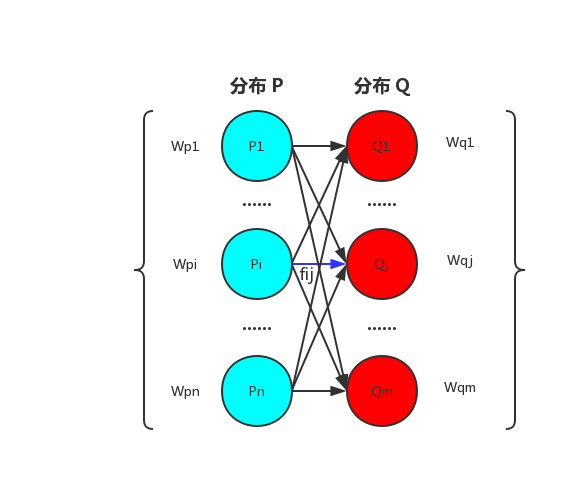 分布 P 分布 Q
Wp1 P1 Q1 Wq1
...... ......
Wpi Pi fij Qj Wqj
...... ......
Wpn Pn Qm Wqm